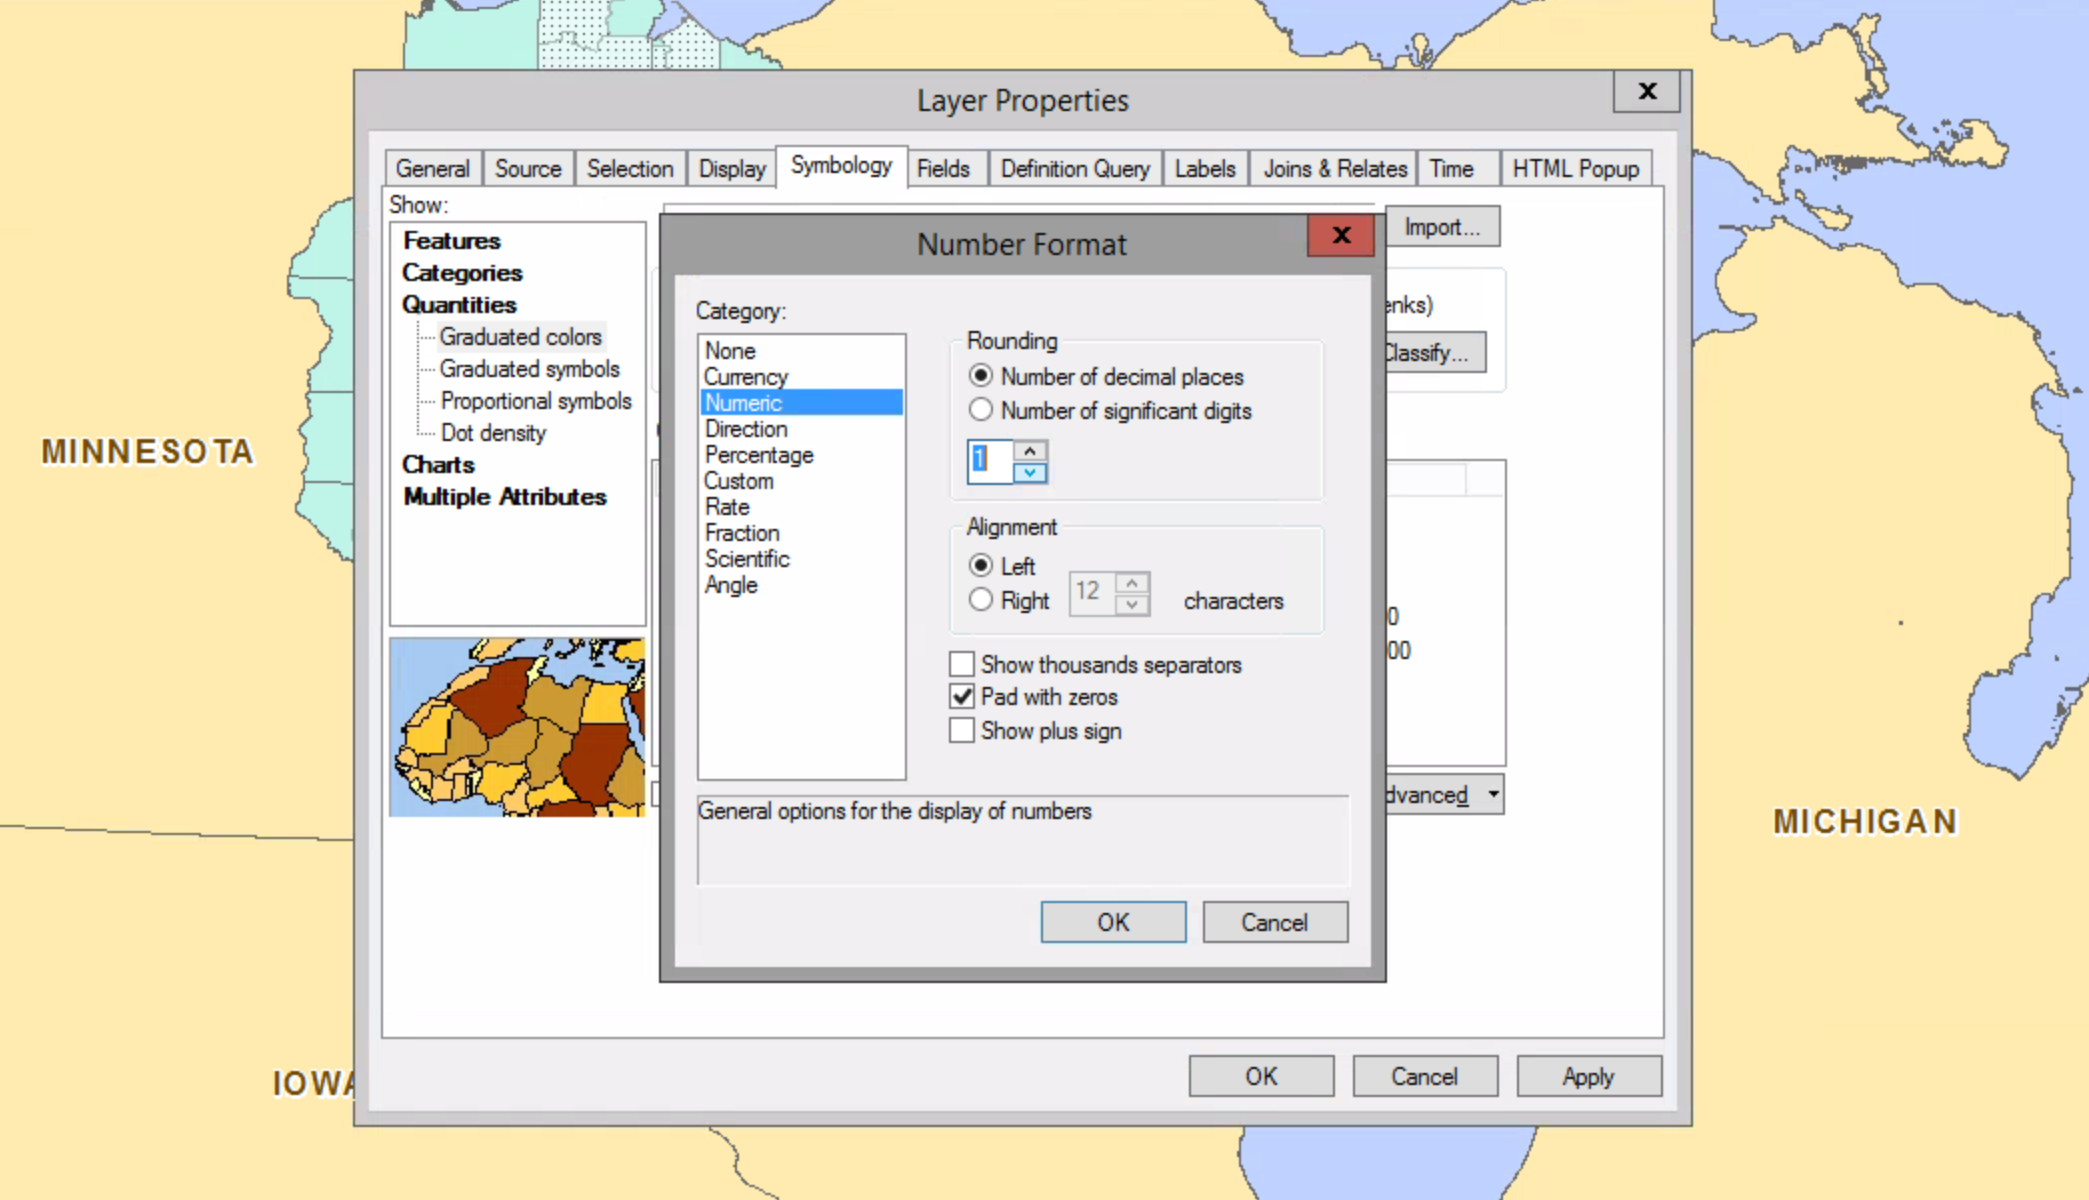 Layer Properties
X
General Source Selection Display Symbology Fields Definition Query Labels Joins & Relates Time HTML Popup
Show:
Features
Categories
Quantities
Graduated colors
Graduated symbols
Proportional symbols
Dot density
Charts
Multiple Attributes
Import...
enks)
Classify...
0
00
dvanced
Number Format
X
Category:
None
Currency
Numeric
Direction
Percentage
Custom
Rate
Fraction
Scientific
Angle
Rounding
Number of decimal places
Number of significant digits
1
Alignment
Left
Right 12 characters
Show thousands separators
Pad with zeros
Show plus sign
General options for the display of numbers
OK Cancel
OK Cancel Apply
MINNESOTA
MICHIGAN
IOWA